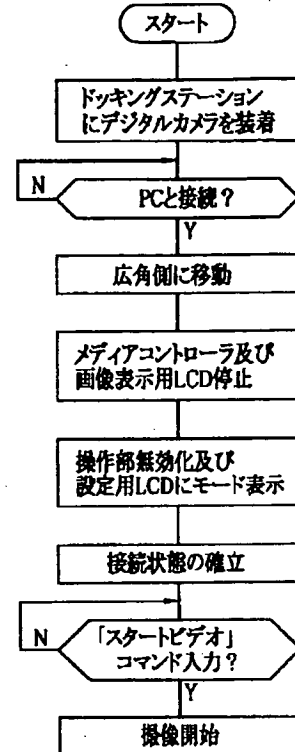 スタート
ドッキングステーション
にデジタルカメラを装着
N
PCと接続?
Y
広角側に移動
メディアコントローラ及び
画像表示用LCD停止
操作部無効化及び
設定用LCDにモード表示
接続状態の確立
「スタートビデオ」
N
コマンド入力?
Y
撮像開始